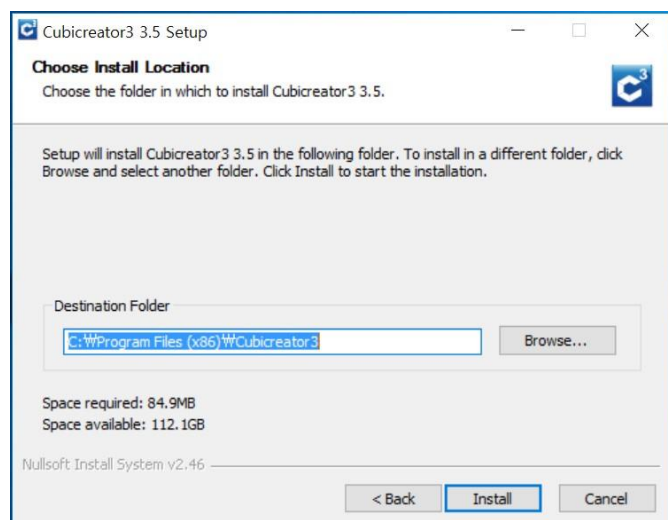 Cubicreator3 3.5 Setup
Choose Install Location
Choose the folder in which to install Cubicreator3 3.5.
C3
Setup will install Cubicreator3 3.5 in the following folder. To install in a different folder, click
Browse and select another folder. Click Install to start the installation.
Destination Folder
C:₩Program Files (x86)₩Cubicreator3
Browse...
Space required: 84.9MB
Space available: 112.1GB
Nullsoft Install System v2.46
< Back
Install
Cancel